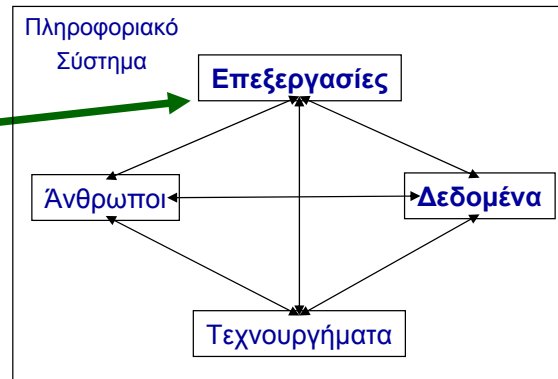 Πληροφοριακό
Σύστημα
Επεξεργασίες
Άνθρωποι
Δεδομένα
Τεχνουργήματα